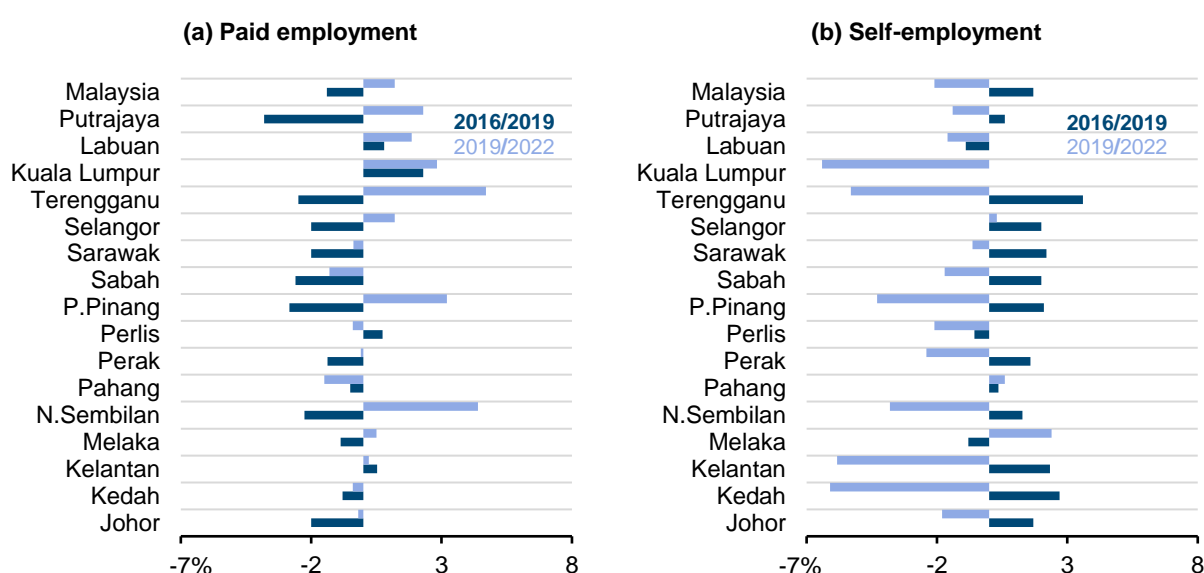 (a) Paid employment
Malaysia
Putrajaya
Labuan
Kuala Lumpur
Terengganu
Selangor
Sarawak
Sabah
P.Pinang
Perlis
Perak
Pahang
N.Sembilan
Melaka
Kelantan
Kedah
Johor
2016/2019
2019/2022
-7%
-2
3
8
(b) Self-employment
Malaysia
Putrajaya
Labuan
Kuala Lumpur
Terengganu
Selangor
Sarawak
Sabah
P.Pinang
Perlis
Perak
Pahang
N.Sembilan
Melaka
Kelantan
Kedah
Johor
2016/2019
2019/2022
-7%
-2
3
8